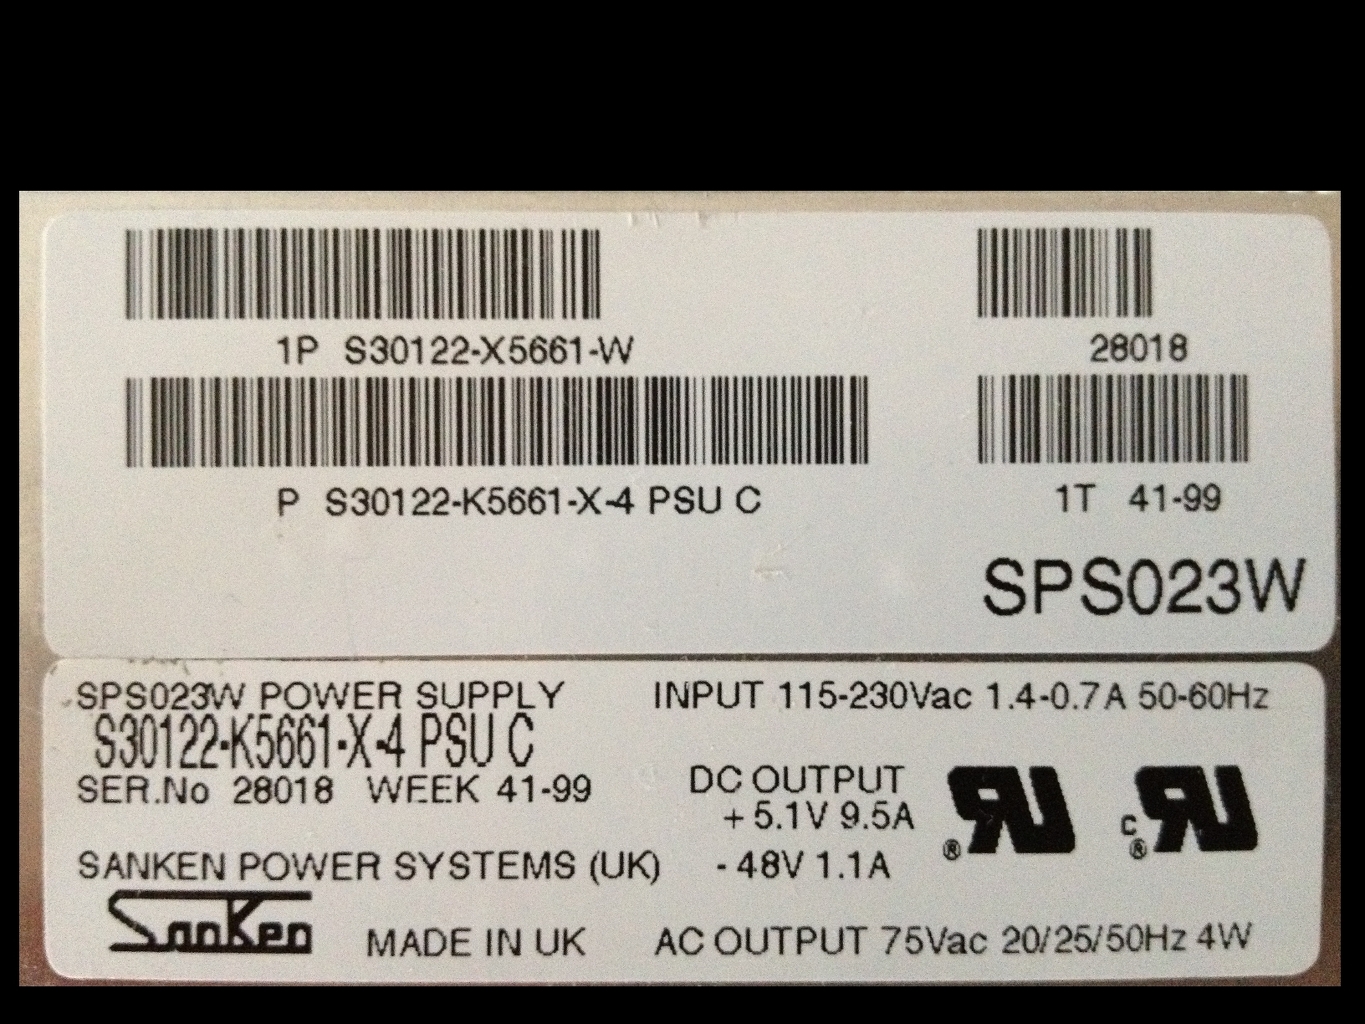 1P S30122-X5661-W
28018
P S30122-K5661-X-4 PSU C
1T 41-99
SPS023W
SPS023W POWER SUPPLY
S30122-K5661-X-4 PSU C
SER.No 28018 WEEK 41-99
SANKEN POWER SYSTEMS (UK)
SanKen
MADE IN UK
INPUT 115-230Vac 1.4-0.7A 50-60Hz
DC OUTPUT
+ 5.1V 9.5A
- 48V 1.1A
UR ®
C UR ®
AC OUTPUT 75Vac 20/25/50Hz 4W